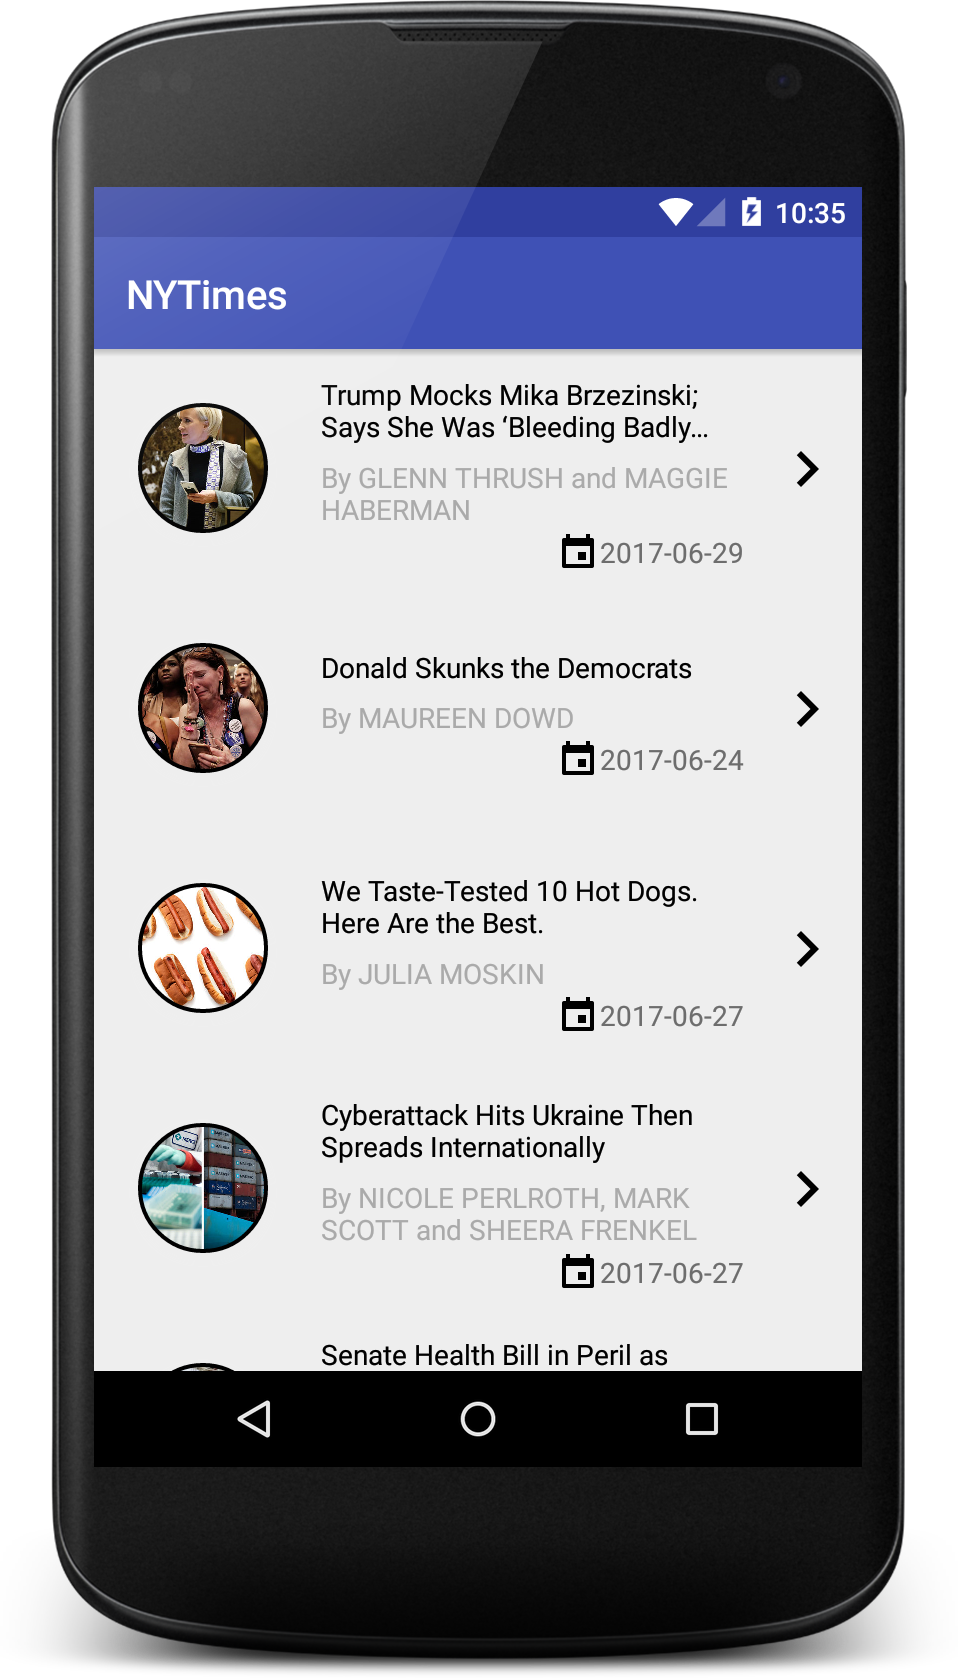 10:35
NYTimes
Trump Mocks Mika Brzezinski;
Says She Was ‘Bleeding Badly...
By GLENN THRUSH and MAGGIE
HABERMAN
2017-06-29
Donald Skunks the Democrats
By MAUREEN DOWD
2017-06-24
We Taste-Tested 10 Hot Dogs.
Here Are the Best.
By JULIA MOSKIN
2017-06-27
Cyberattack Hits Ukraine Then
Spreads Internationally
By NICOLE PERLROTH, MARK
SCOTT and SHEERA FRENKEL
2017-06-27
Senate Health Bill in Peril as